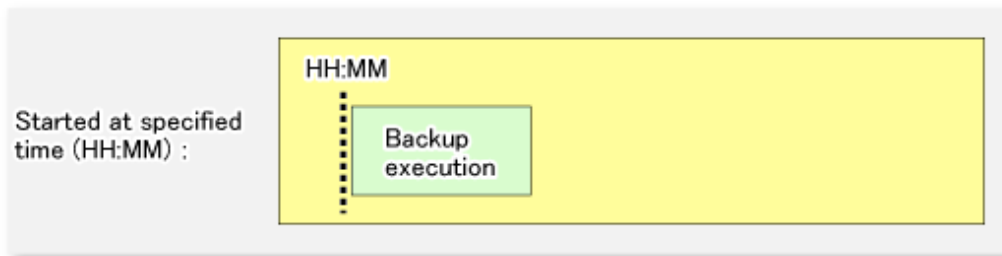 HH:MM
Started at specified
time (HH:MM) :
Backup
execution